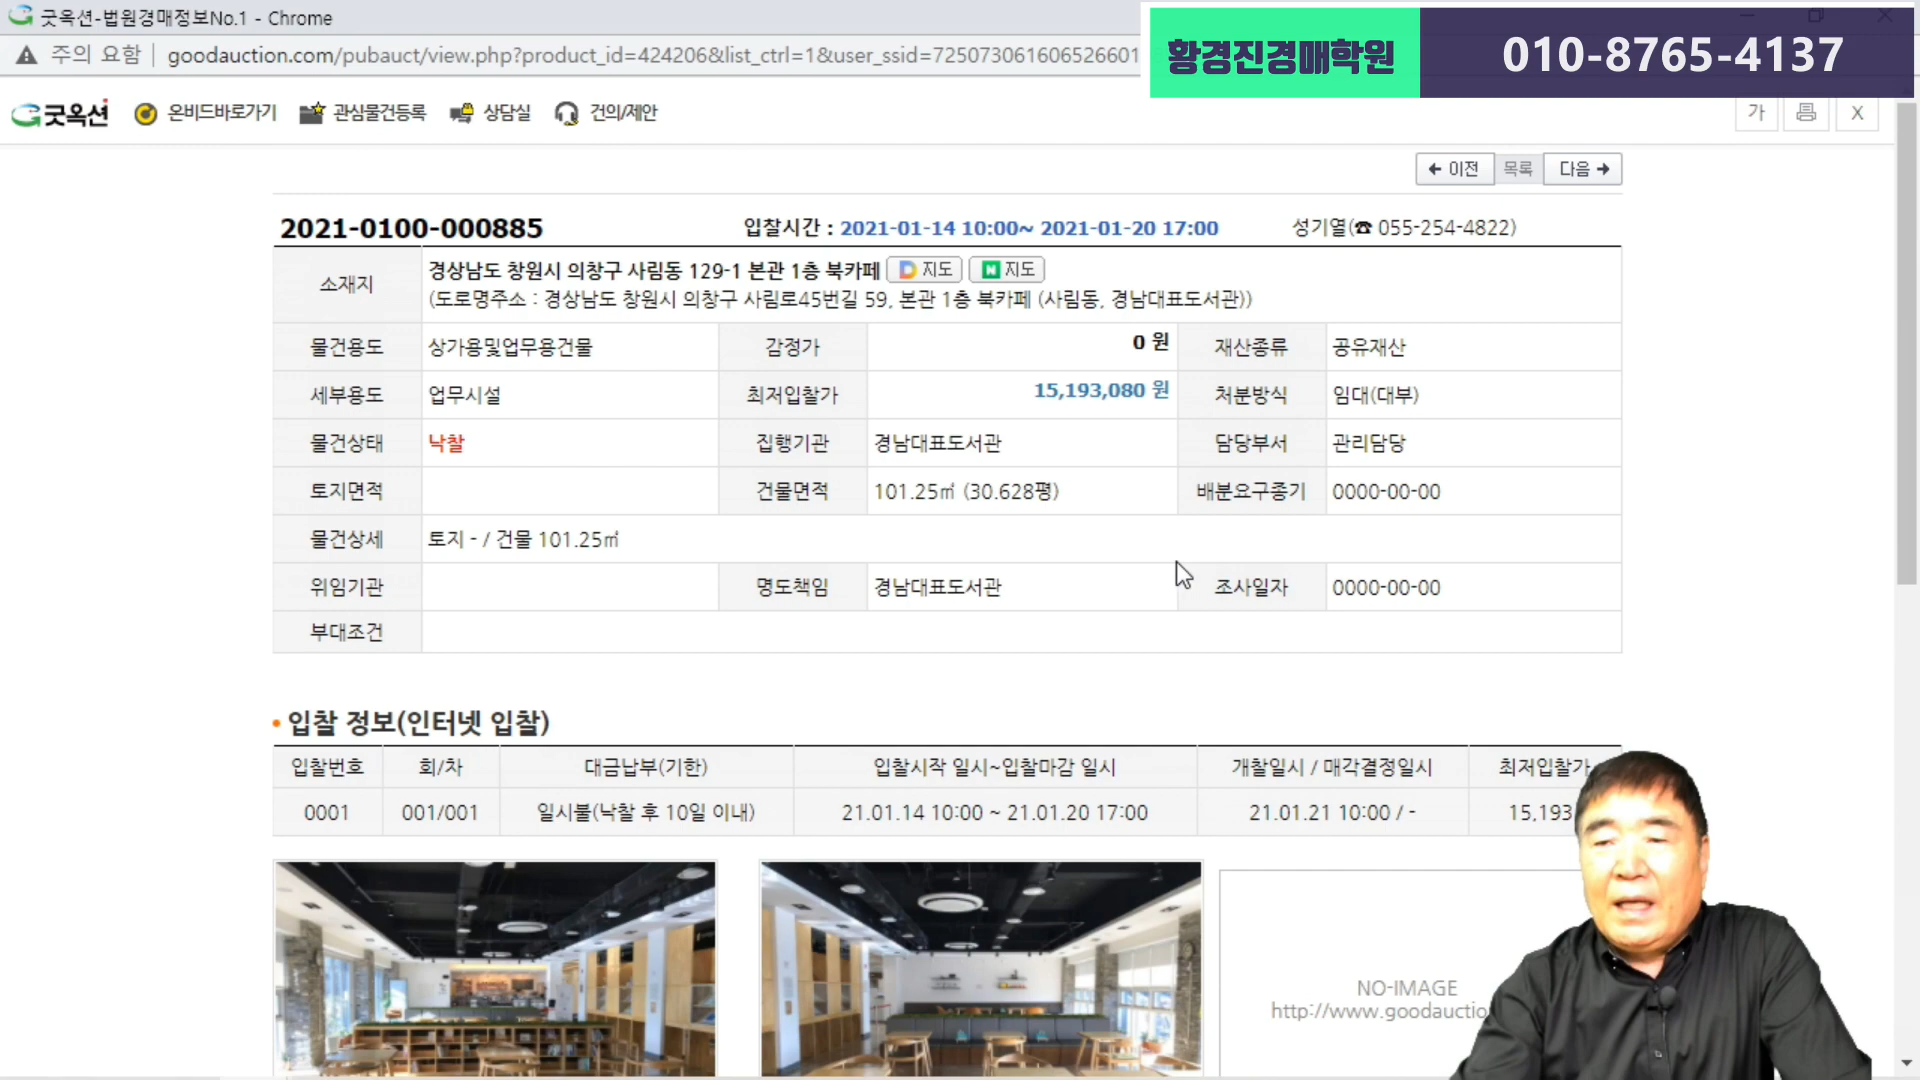 굿옥션-법원경매정보No.1 - Chrome
주의 요함 | goodauction.com/pubauct/view.php?product_id=424206&list_ctrl=1&user_ssid=725073061606526601
황경진경매학원 010-8765-4137
굿옥션 온비드바로가기 관심물건등록 상담실 건의/제안 가 X
이전 목록 다음
2021-0100-000885 입찰시간 : 2021-01-14 10:00~ 2021-01-20 17:00 성기열(☎ 055-254-4822)
소재지 경상남도 창원시 의창구 사림동 129-1 본관 1층 북카페 D 지도 N 지도
(도로명주소 : 경상남도 창원시 의창구 사림로45번길 59, 본관 1층 북카페 (사림동, 경남대표도서관))
물건용도 상가용및업무용건물 감정가 0 원 재산종류 공유재산
세부용도 업무시설 최저입찰가 15,193,080 원 처분방식 임대(대부)
물건상태 낙찰 집행기관 경남대표도서관 담당부서 관리담당
토지면적 건물면적 101.25㎡ (30.628평) 배분요구종기 0000-00-00
물건상세 토지 - / 건물 101.25㎡
위임기관 명도책임 경남대표도서관 조사일자 0000-00-00
부대조건
입찰 정보(인터넷 입찰)
입찰번호 회/차 대금납부(기한) 입찰시작 일시~입찰마감 일시 개찰일시 / 매각결정일시 최저입찰가
0001 001/001 일시불(낙찰 후 10일 이내) 21.01.14 10:00 ~ 21.01.20 17:00 21.01.21 10:00 / - 15,193
NO-IMAGE
http://www.goodauctio